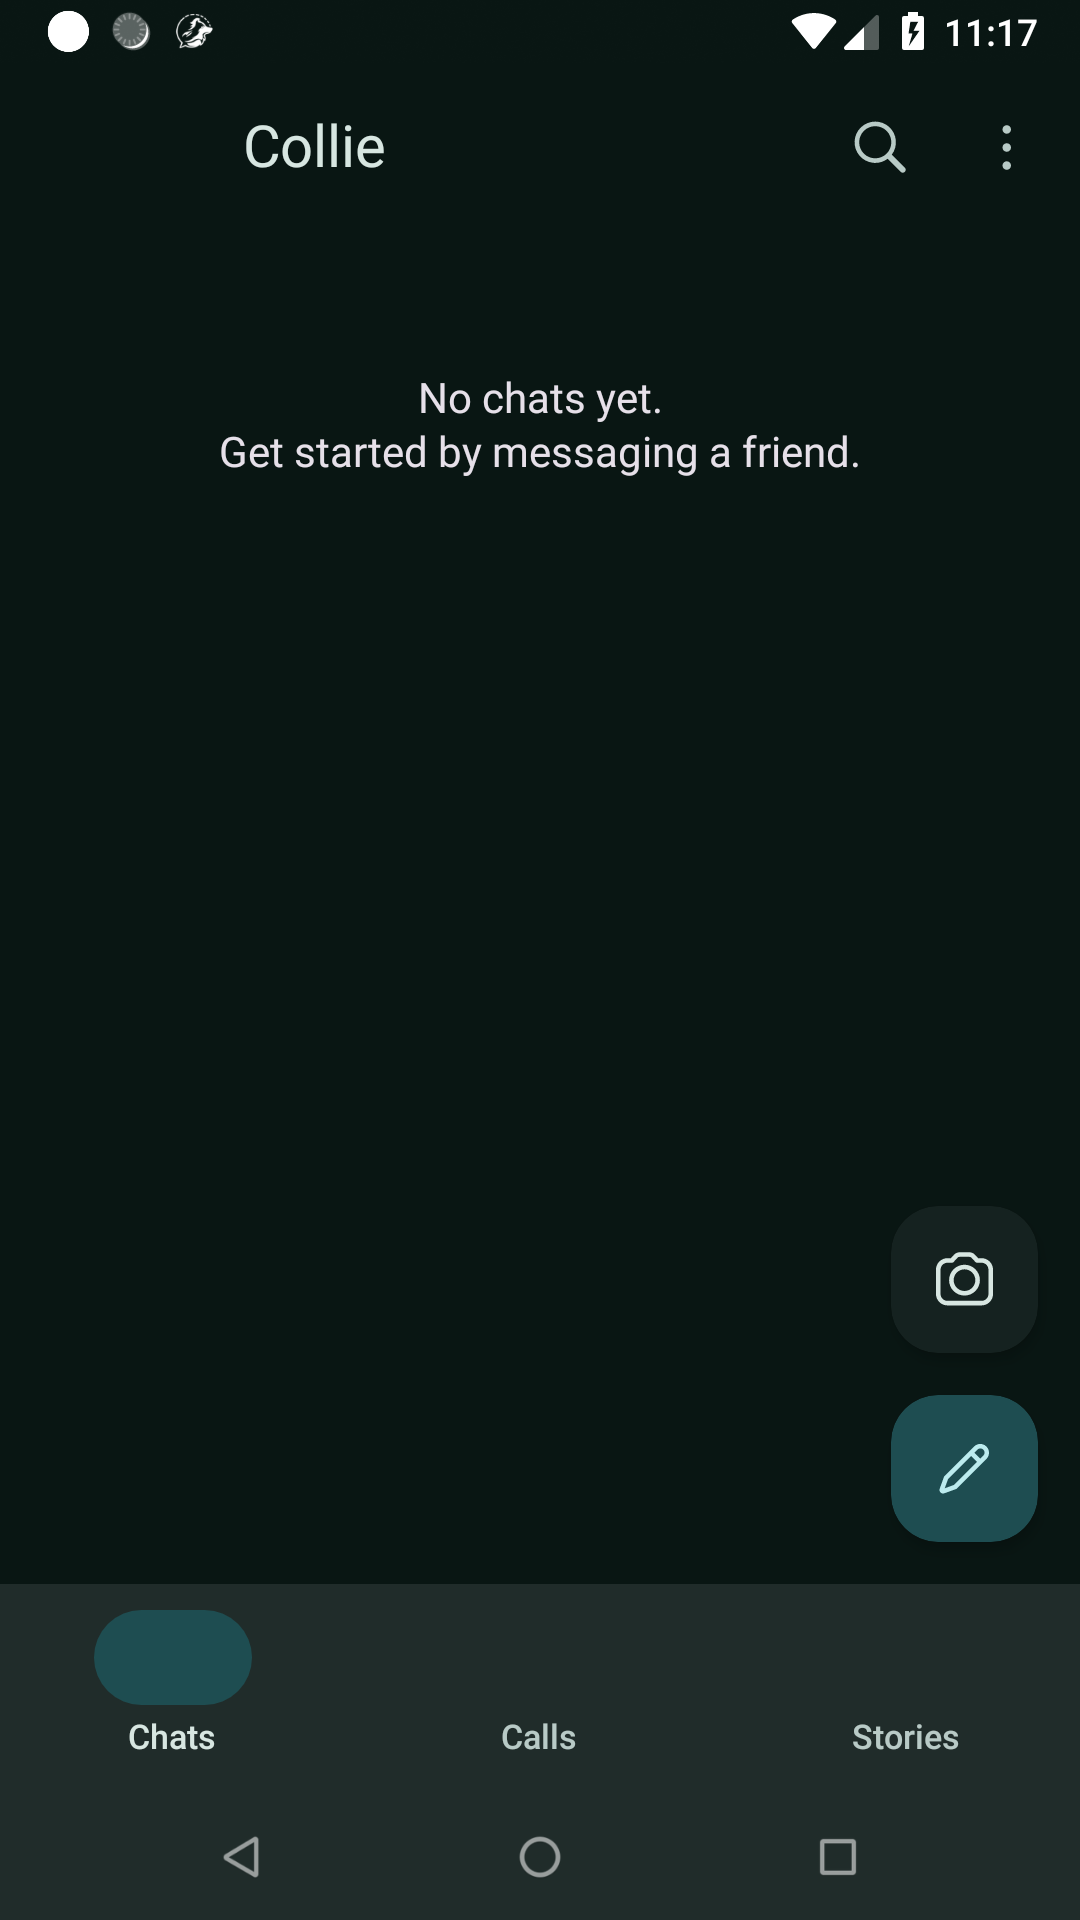 11:17
Collie
No chats yet.
Get started by messaging a friend.
Chats
Calls
Stories